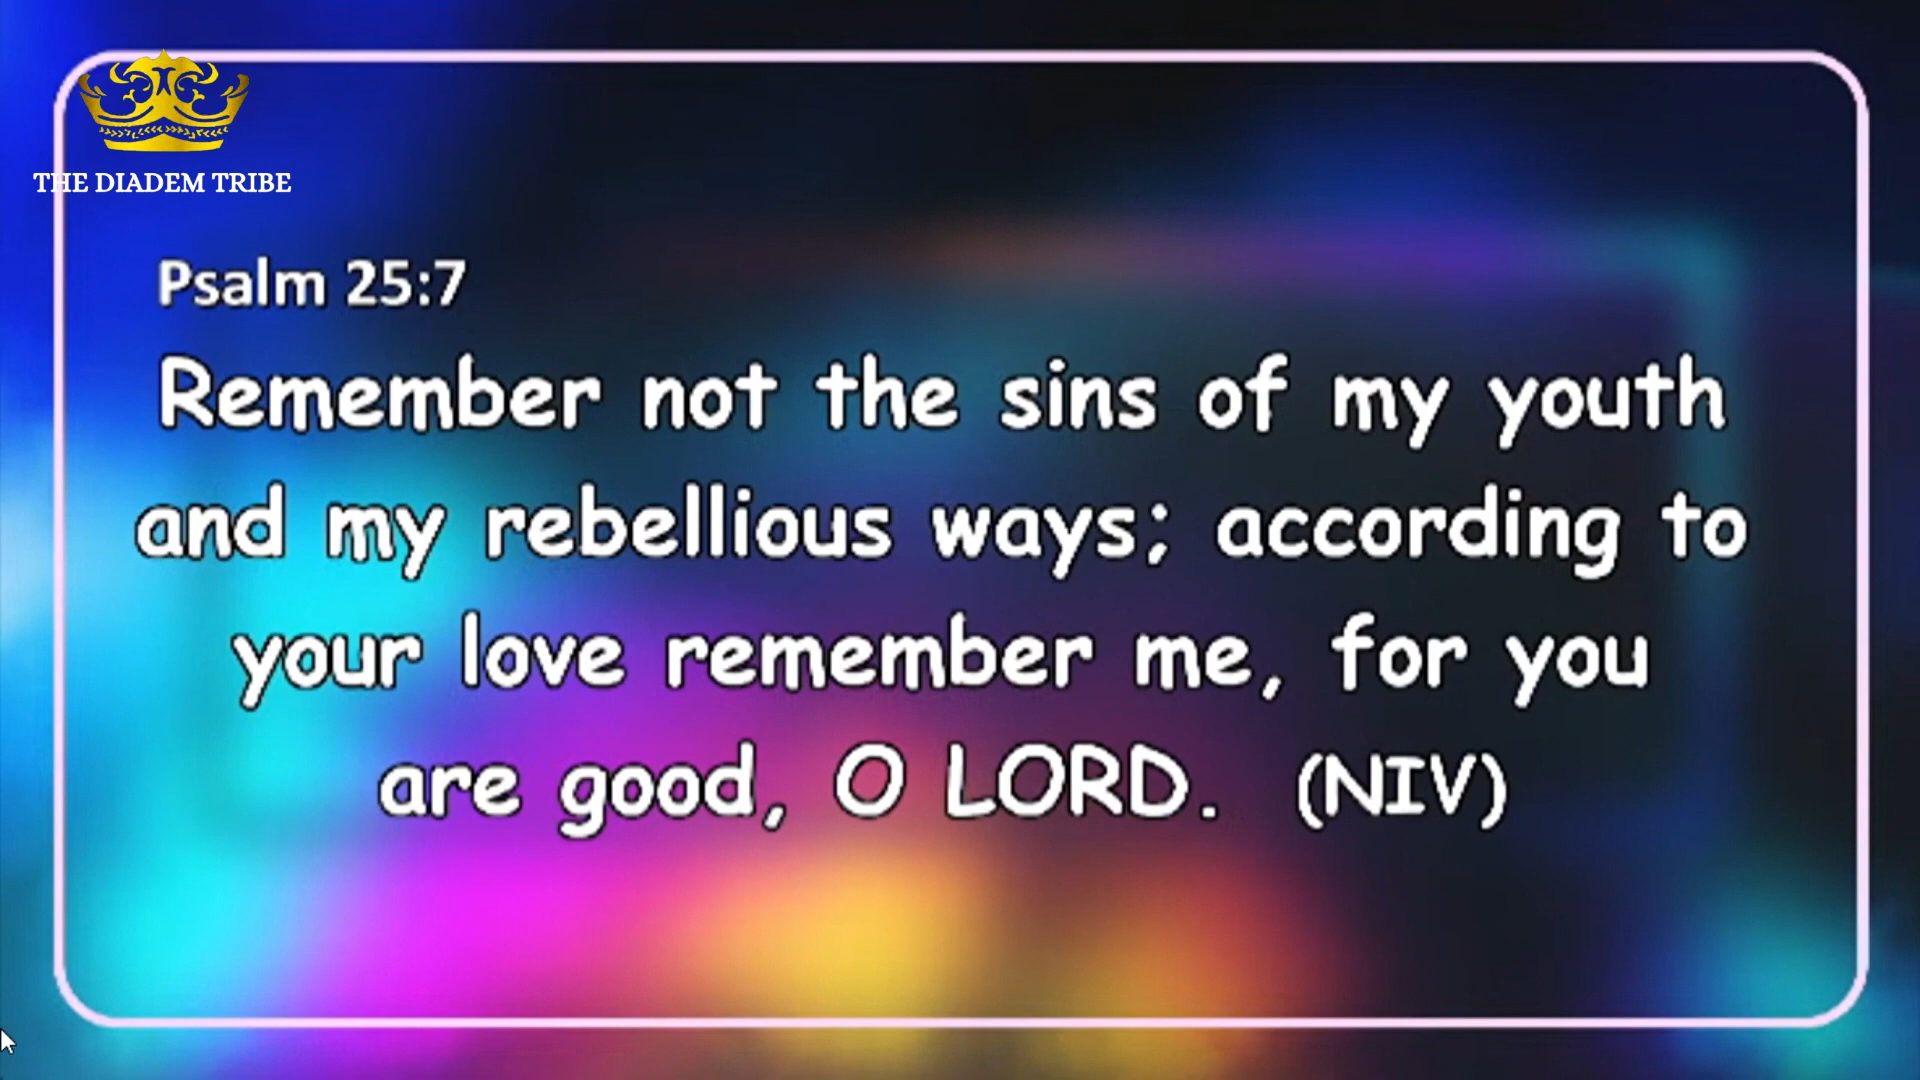 THE DIADEM TRIBE
Psalm 25:7
Remember not the sins of my youth
and my rebellious ways; according to
your love remember me, for you
are good, O LORD. (NIV)